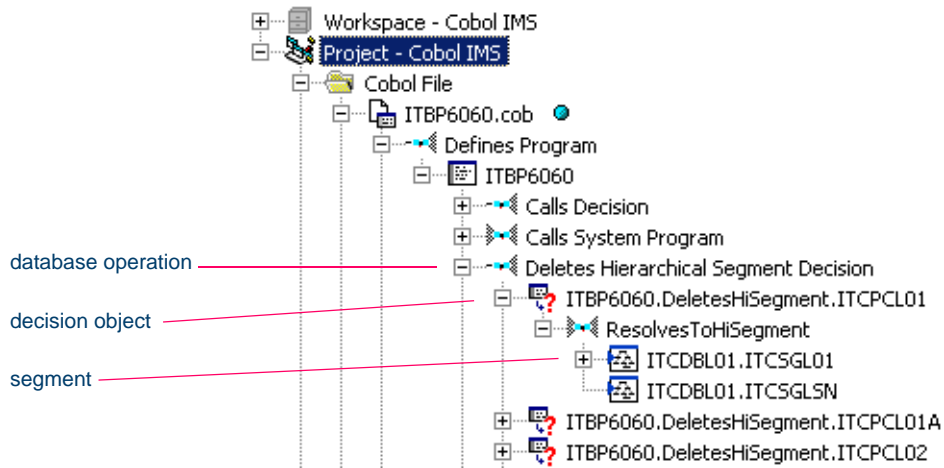 Workspace - Cobol IMS
Project - Cobol IMS
Cobol File
ITBP6060.cob
Defines Program
ITBP6060
Calls Decision
Calls System Program
database operation
Deletes Hierarchical Segment Decision
decision object
ITBP6060.DeletesHiSegment.ITCPCL01
ResolvesToHiSegment
segment
ITCDBL01.ITCSGL01
ITCDBL01.ITCSGLSN
ITBP6060.DeletesHiSegment.ITCPCL01A
ITBP6060.DeletesHiSegment.ITCPCL02